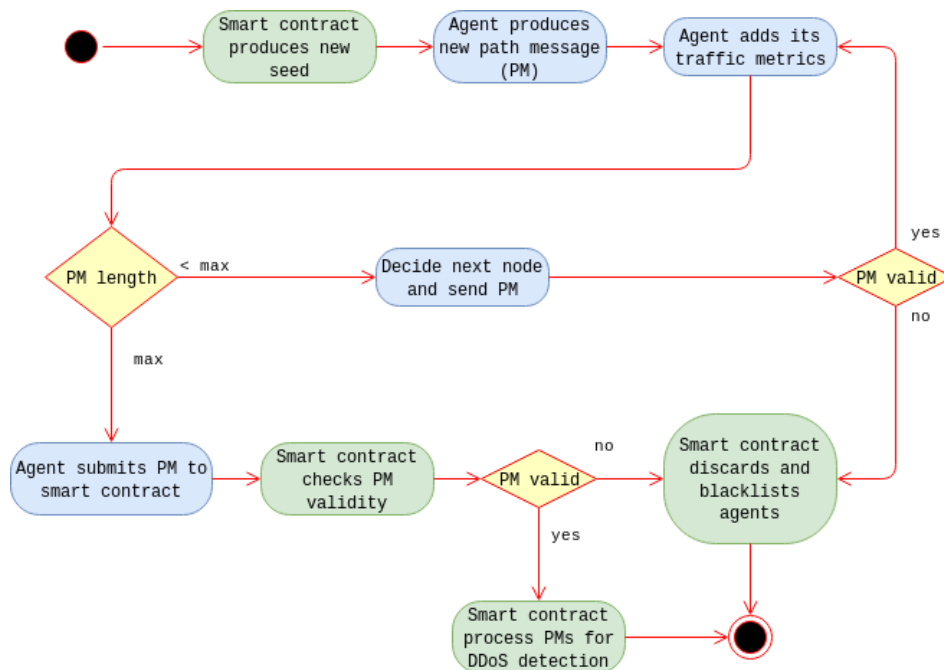 Smart contract
produces new
seed
Agent produces
new path message
(PM)
Agent adds its
traffic metrics
yes
PM length
< max
Decide next node
and send PM
PM valid
no
max
Agent submits PM to
smart contract
Smart contract
checks PM
validity
PM valid
no
yes
Smart contract
discards and
blacklists
agents
Smart contract
process PMs for
DDoS detection